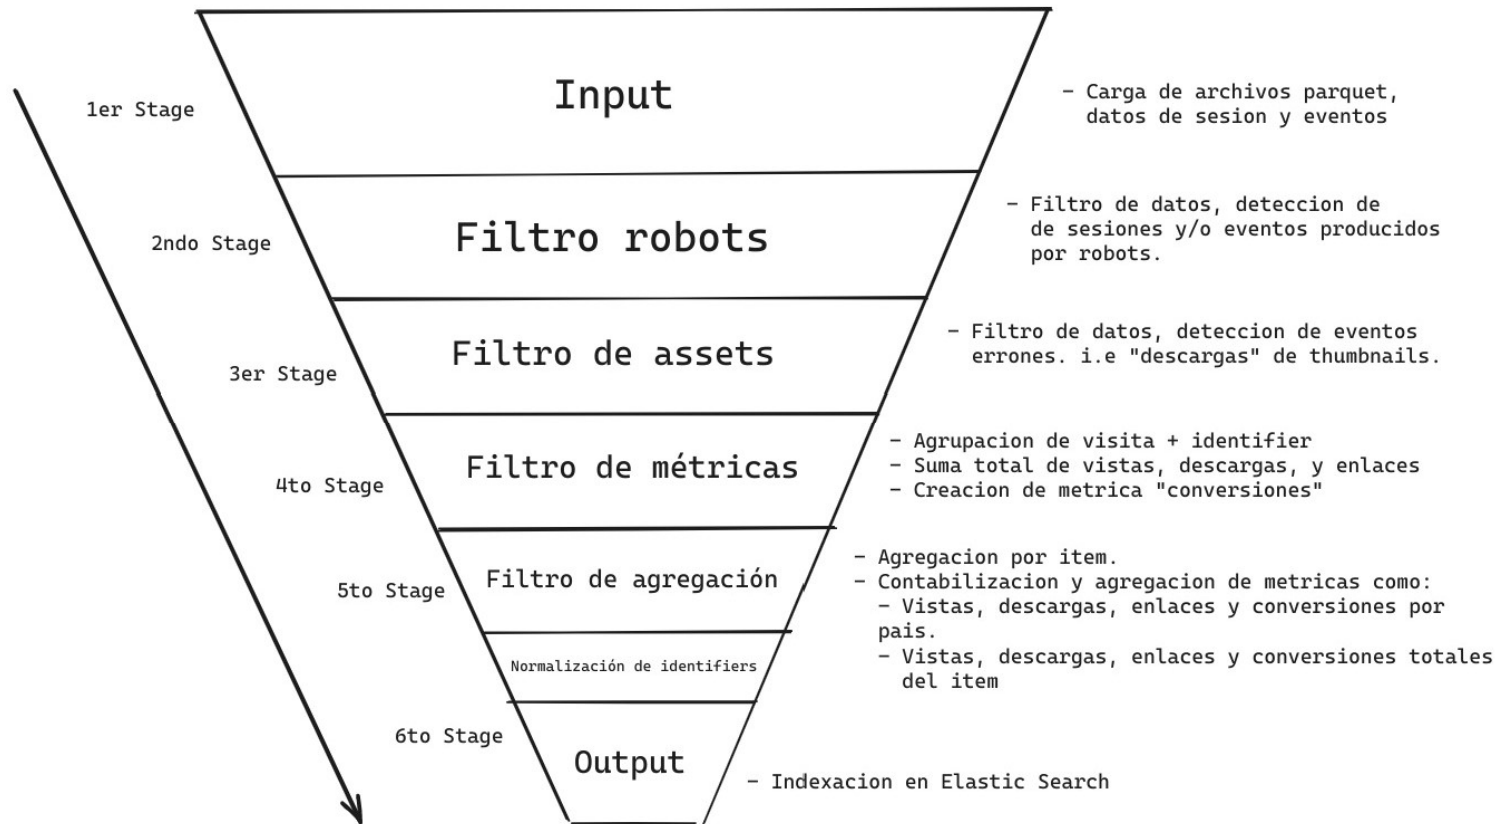 Input
1er Stage
- Carga de archivos parquet,
datos de sesion y eventos
Filtro robots
2ndo Stage
- Filtro de datos, deteccion de
de sesiones y/o eventos producidos
por robots.
Filtro de assets
3er Stage
- Filtro de datos, deteccion de eventos
errones. i.e "descargas" de thumbnails.
Filtro de métricas
4to Stage
- Agrupacion de visita + identifier
- Suma total de vistas, descargas, y enlaces
- Creacion de metrica "conversiones"
Filtro de agregación
5to Stage
- Agregacion por item.
- Contabilizacion y agregacion de metricas como:
- Vistas, descargas, enlaces y conversiones por
pais.
- Vistas, descargas, enlaces y conversiones totales
del item
Normalización de identifiers
6to Stage
Output
- Indexacion en Elastic Search